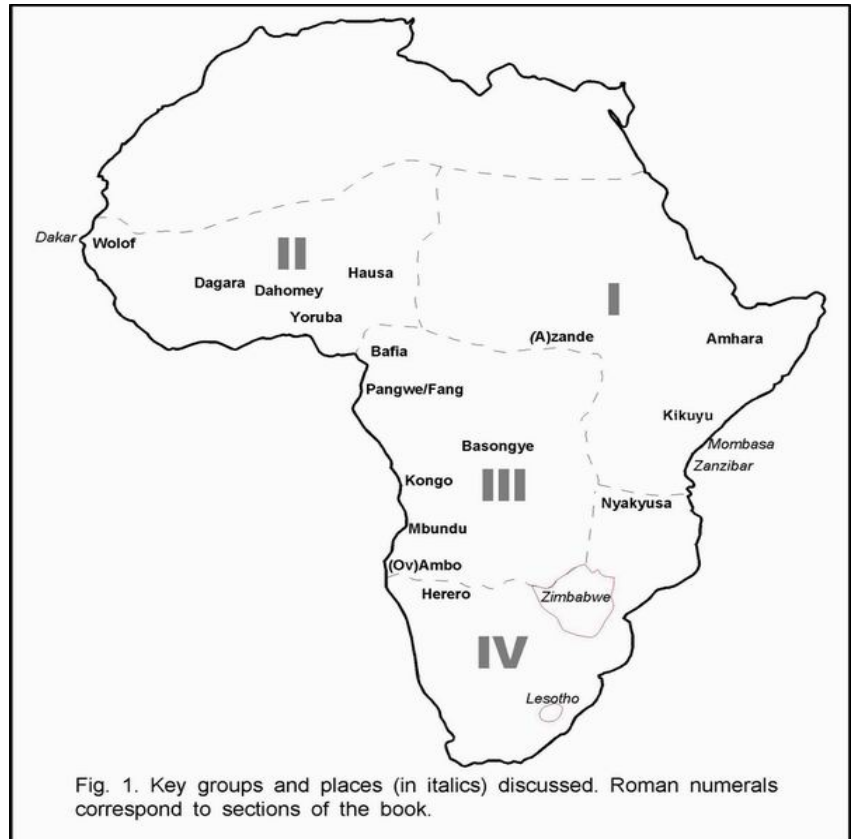 Dakar
Wolof
II
Hausa
Dagara
Dahomey
Yoruba
I
(A)zande
Amhara
Bafia
Pangwe/Fang
Kikuyu
Mombasa
Basongye
Zanzibar
Kongo
III
Nyakyusa
Mbundu
(Ov)Ambo
Herero
Zimbabwe
IV
Lesotho
Fig. 1. Key groups and places (in italics) discussed. Roman numerals
correspond to sections of the book.